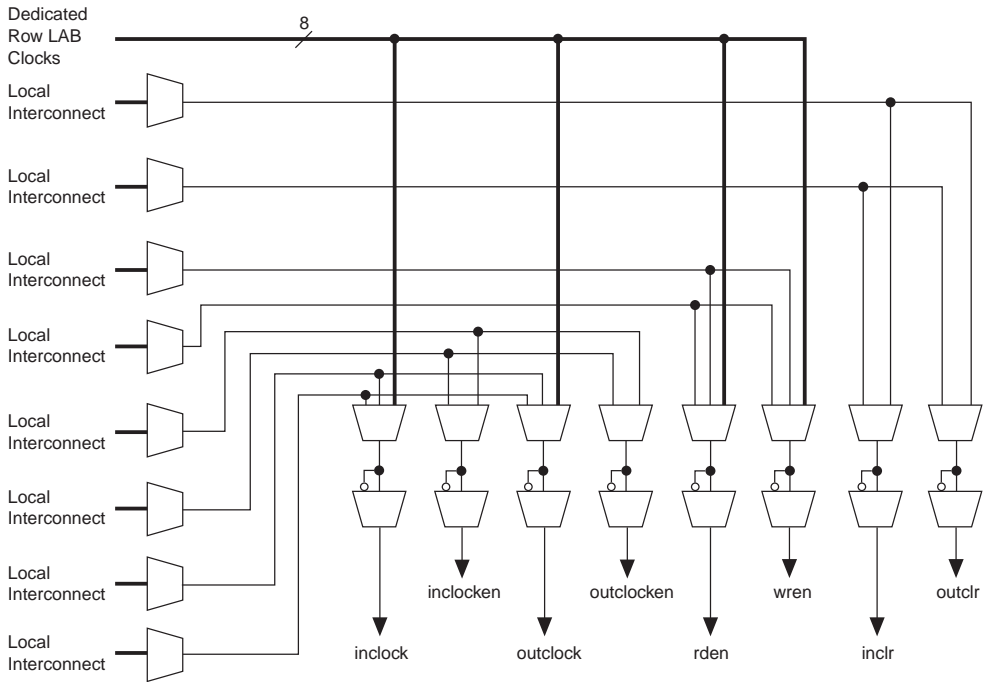 Dedicated
Row LAB
Clocks
8
Local
Interconnect
Local
Interconnect
Local
Interconnect
Local
Interconnect
Local
Interconnect
Local
Interconnect
Local
Interconnect
Local
Interconnect
inclocken
outclocken
wren
outclr
inclock
outclock
rden
inclr